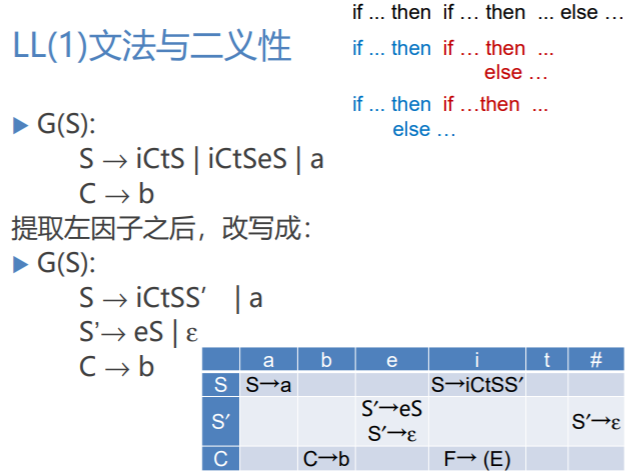 if ... then if ... then ... else ...
LL(1)文法与二义性
if ... then if ... then ...
else ...
if ... then if ...then ...
else ...
▶ G(S):
S → iCtS | iCtSeS | a
C → b
提取左因子之后，改写成：
▶ G(S):
S → iCtSS′ | a
S'→ eS | ε
C → b
a b e i t #
S S→a S→iCtSS′
S′ S′→eS S′→ε S′→ε
C C→b F→ (E)